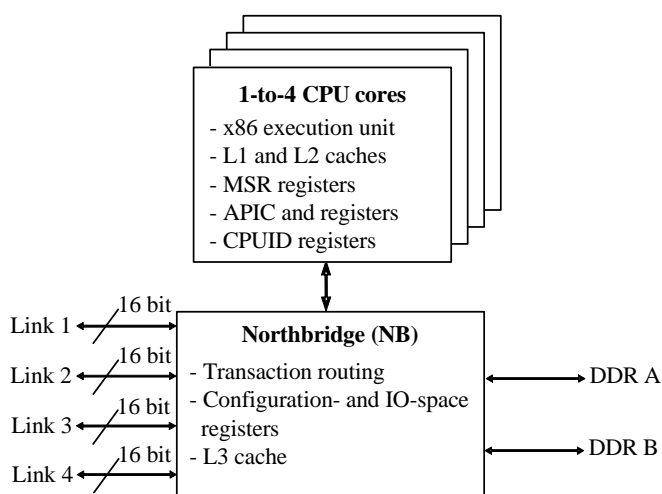 1-to-4 CPU cores
- x86 execution unit
- L1 and L2 caches
- MSR registers
- APIC and registers
- CPUID registers
Northbridge (NB)
- Transaction routing
- Configuration- and IO-space
registers
- L3 cache
Link 1
16 bit
Link 2
16 bit
Link 3
16 bit
Link 4
16 bit
DDR A
DDR B